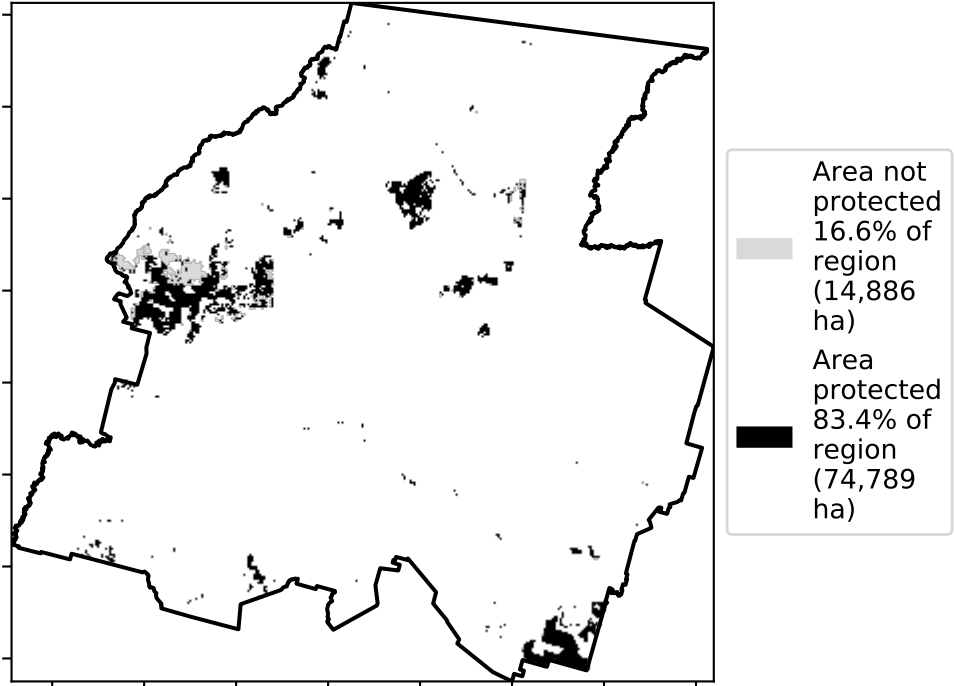 Area not
protected
16.6% of
region
(14,886
ha)
Area
protected
83.4% of
region
(74,789
ha)